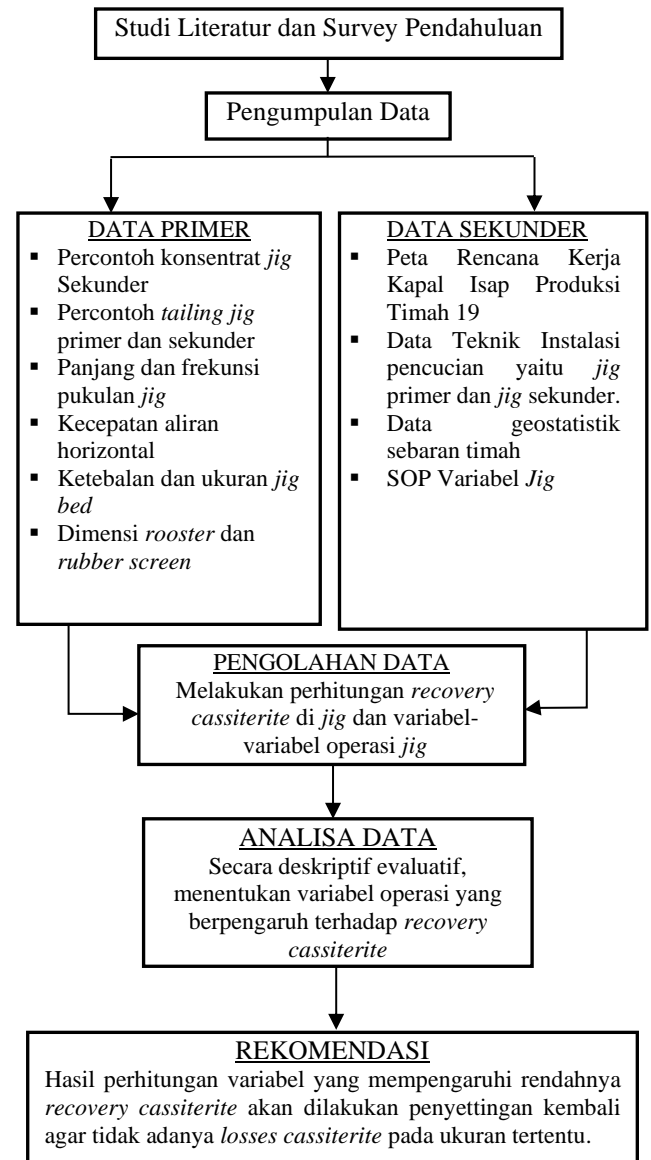 Studi Literatur dan Survey Pendahuluan
Pengumpulan Data
DATA PRIMER
▪ Percontoh konsentrat jig
Sekunder
▪ Percontoh tailing jig
primer dan sekunder
▪ Panjang dan frekunsi
pukulan jig
▪ Kecepatan aliran
horizontal
▪ Ketebalan dan ukuran jig
bed
▪ Dimensi rooster dan
rubber screen
DATA SEKUNDER
▪ Peta Rencana Kerja
Kapal Isap Produksi
Timah 19
▪ Data Teknik Instalasi
pencucian yaitu jig
primer dan jig sekunder.
▪ Data geostatistik
sebaran timah
▪ SOP Variabel Jig
PENGOLAHAN DATA
Melakukan perhitungan recovery
cassiterite di jig dan variabel-
variabel operasi jig
ANALISA DATA
Secara deskriptif evaluatif,
menentukan variabel operasi yang
berpengaruh terhadap recovery
cassiterite
REKOMENDASI
Hasil perhitungan variabel yang mempengaruhi rendahnya
recovery cassiterite akan dilakukan penyettingan kembali
agar tidak adanya losses cassiterite pada ukuran tertentu.